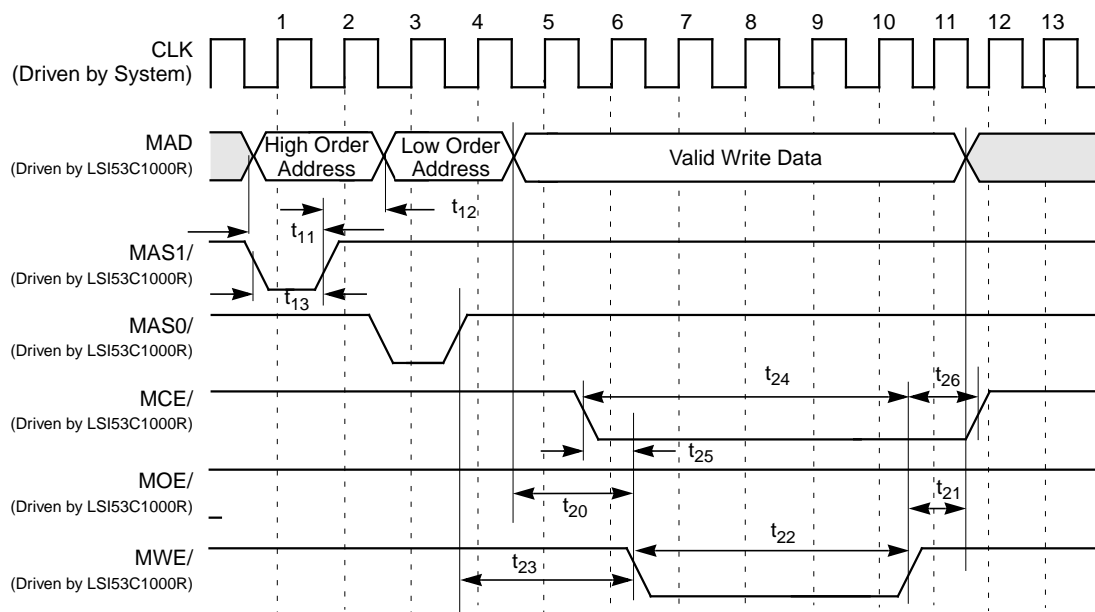 1 2 3 4 5 6 7 8 9 10 11 12 13
CLK
(Driven by System)
MAD
(Driven by LSI53C1000R)
High Order
Address
Low Order
Address
Valid Write Data
t12
t11
MAS1/
(Driven by LSI53C1000R)
t13
MAS0/
(Driven by LSI53C1000R)
MCE/
(Driven by LSI53C1000R)
t24
t26
t25
MOE/
(Driven by LSI53C1000R)
t20
t21
MWE/
(Driven by LSI53C1000R)
t22
t23